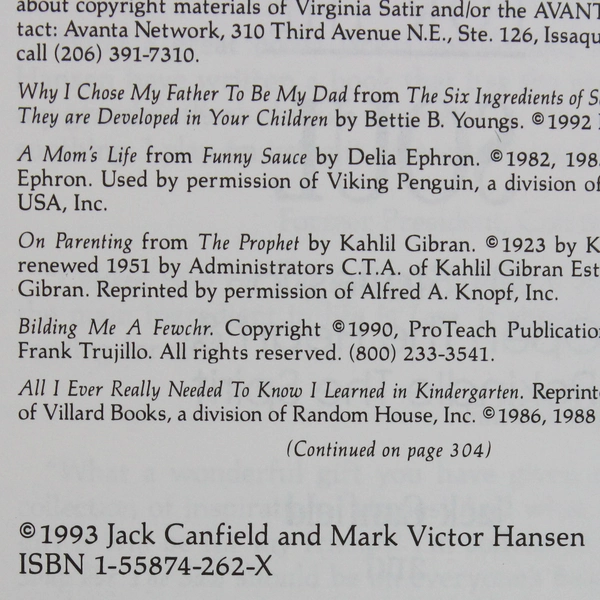 about copyright materials of Virginia Satir and/or the AVANT
tact: Avanta Network, 310 Third Avenue N.E., Ste. 126, Issaqu
call (206) 391-7310.
Why I Chose My Father To Be My Dad from The Six Ingredients of S
They are Developed in Your Children by Bettie B. Youngs. ©1992
A Mom's Life from Funny Sauce by Delia Ephron. ©1982, 198
Ephron. Used by permission of Viking Penguin, a division of
USA, Inc.
On Parenting from The Prophet by Kahlil Gibran. ©1923 by K
renewed 1951 by Administrators C.T.A. of Kahlil Gibran Est
Gibran. Reprinted by permission of Alfred A. Knopf, Inc.
Bilding Me A Fewchr. Copyright ©1990, ProTeach Publicatio
Frank Trujillo. All rights reserved. (800) 233-3541.
All I Ever Really Needed To Know I Learned in Kindergarten. Reprint
of Villard Books, a division of Random House, Inc. ©1986, 1988
(Continued on page 304)
©1993 Jack Canfield and Mark Victor Hansen
ISBN 1-55874-262-X